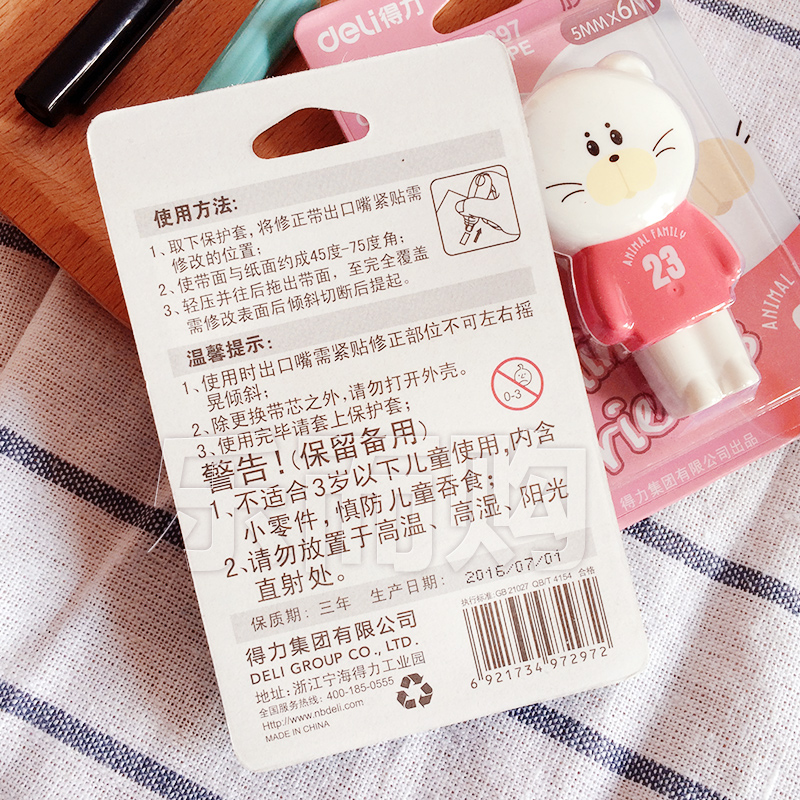 deli得力
5MM×6M
ANIMAL FAMILY
23
使用方法:
1、取下保护套, 将修正带出口嘴紧贴需
修改的位置;
2、使带面与纸面约成45度-75度角;
3、轻压并往后拖出带面, 至完全覆盖
需修改表面后倾斜切断后提起。
温馨提示:
1、使用时出口嘴需紧贴修正部位不可左右摇
晃倾斜;
2、除更换带芯之外, 请勿打开外壳。
3、使用完毕请套上保护套;
0-3
警告!(保留备用)
1、不适合3岁以下儿童使用, 内含
小零件, 慎防儿童吞食;
2、请勿放置于高温、高湿、阳光
直射处。
保质期: 三年 生产日期: 2016/07/01
得力集团有限公司
DELI GROUP CO., LTD.
地址: 浙江宁海得力工业园
全国服务热线: 400-185-0555
Http://www.nbdeli.com
MADE IN CHINA
执行标准: GB 21027 QB/T 4154 合格
6 921734 972972
得力集团有限公司出品
ANIMAL